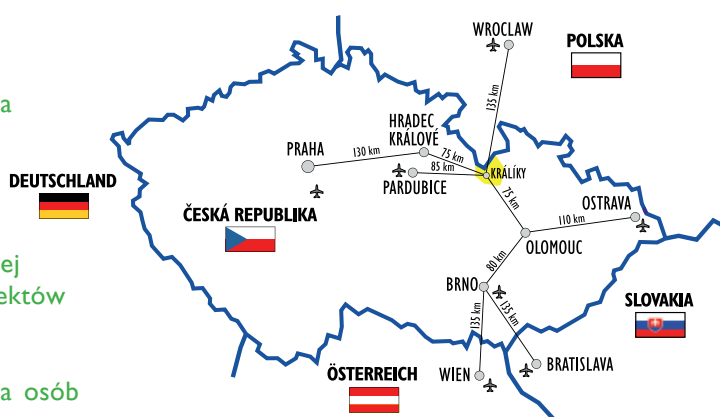 WROCLAW
POLSKA
a
135 km
HRADEC
KRÁLOVÉ
PRAHA
130 km
75 km
85 km
KRÁLÍKY
DEUTSCHLAND
PARDUBICE
75 km
OSTRAVA
ČESKÁ REPUBLIKA
110 km
OLOMOUC
ej
80 km
ektów
BRNO
SLOVAKIA
135 km
135 km
ÖSTERREICH
WIEN
BRATISLAVA
a osób